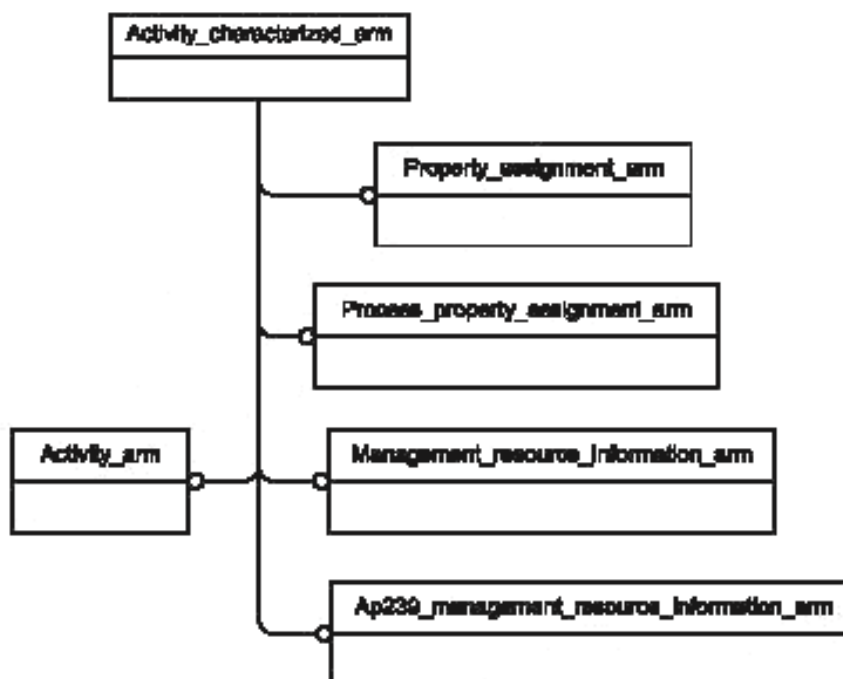 Activity_characterized_arm
Property_assignment_arm
Process_property_assignment_arm
Activity_arm
Management_resource_information_arm
Ap239_management_resource_information_arm